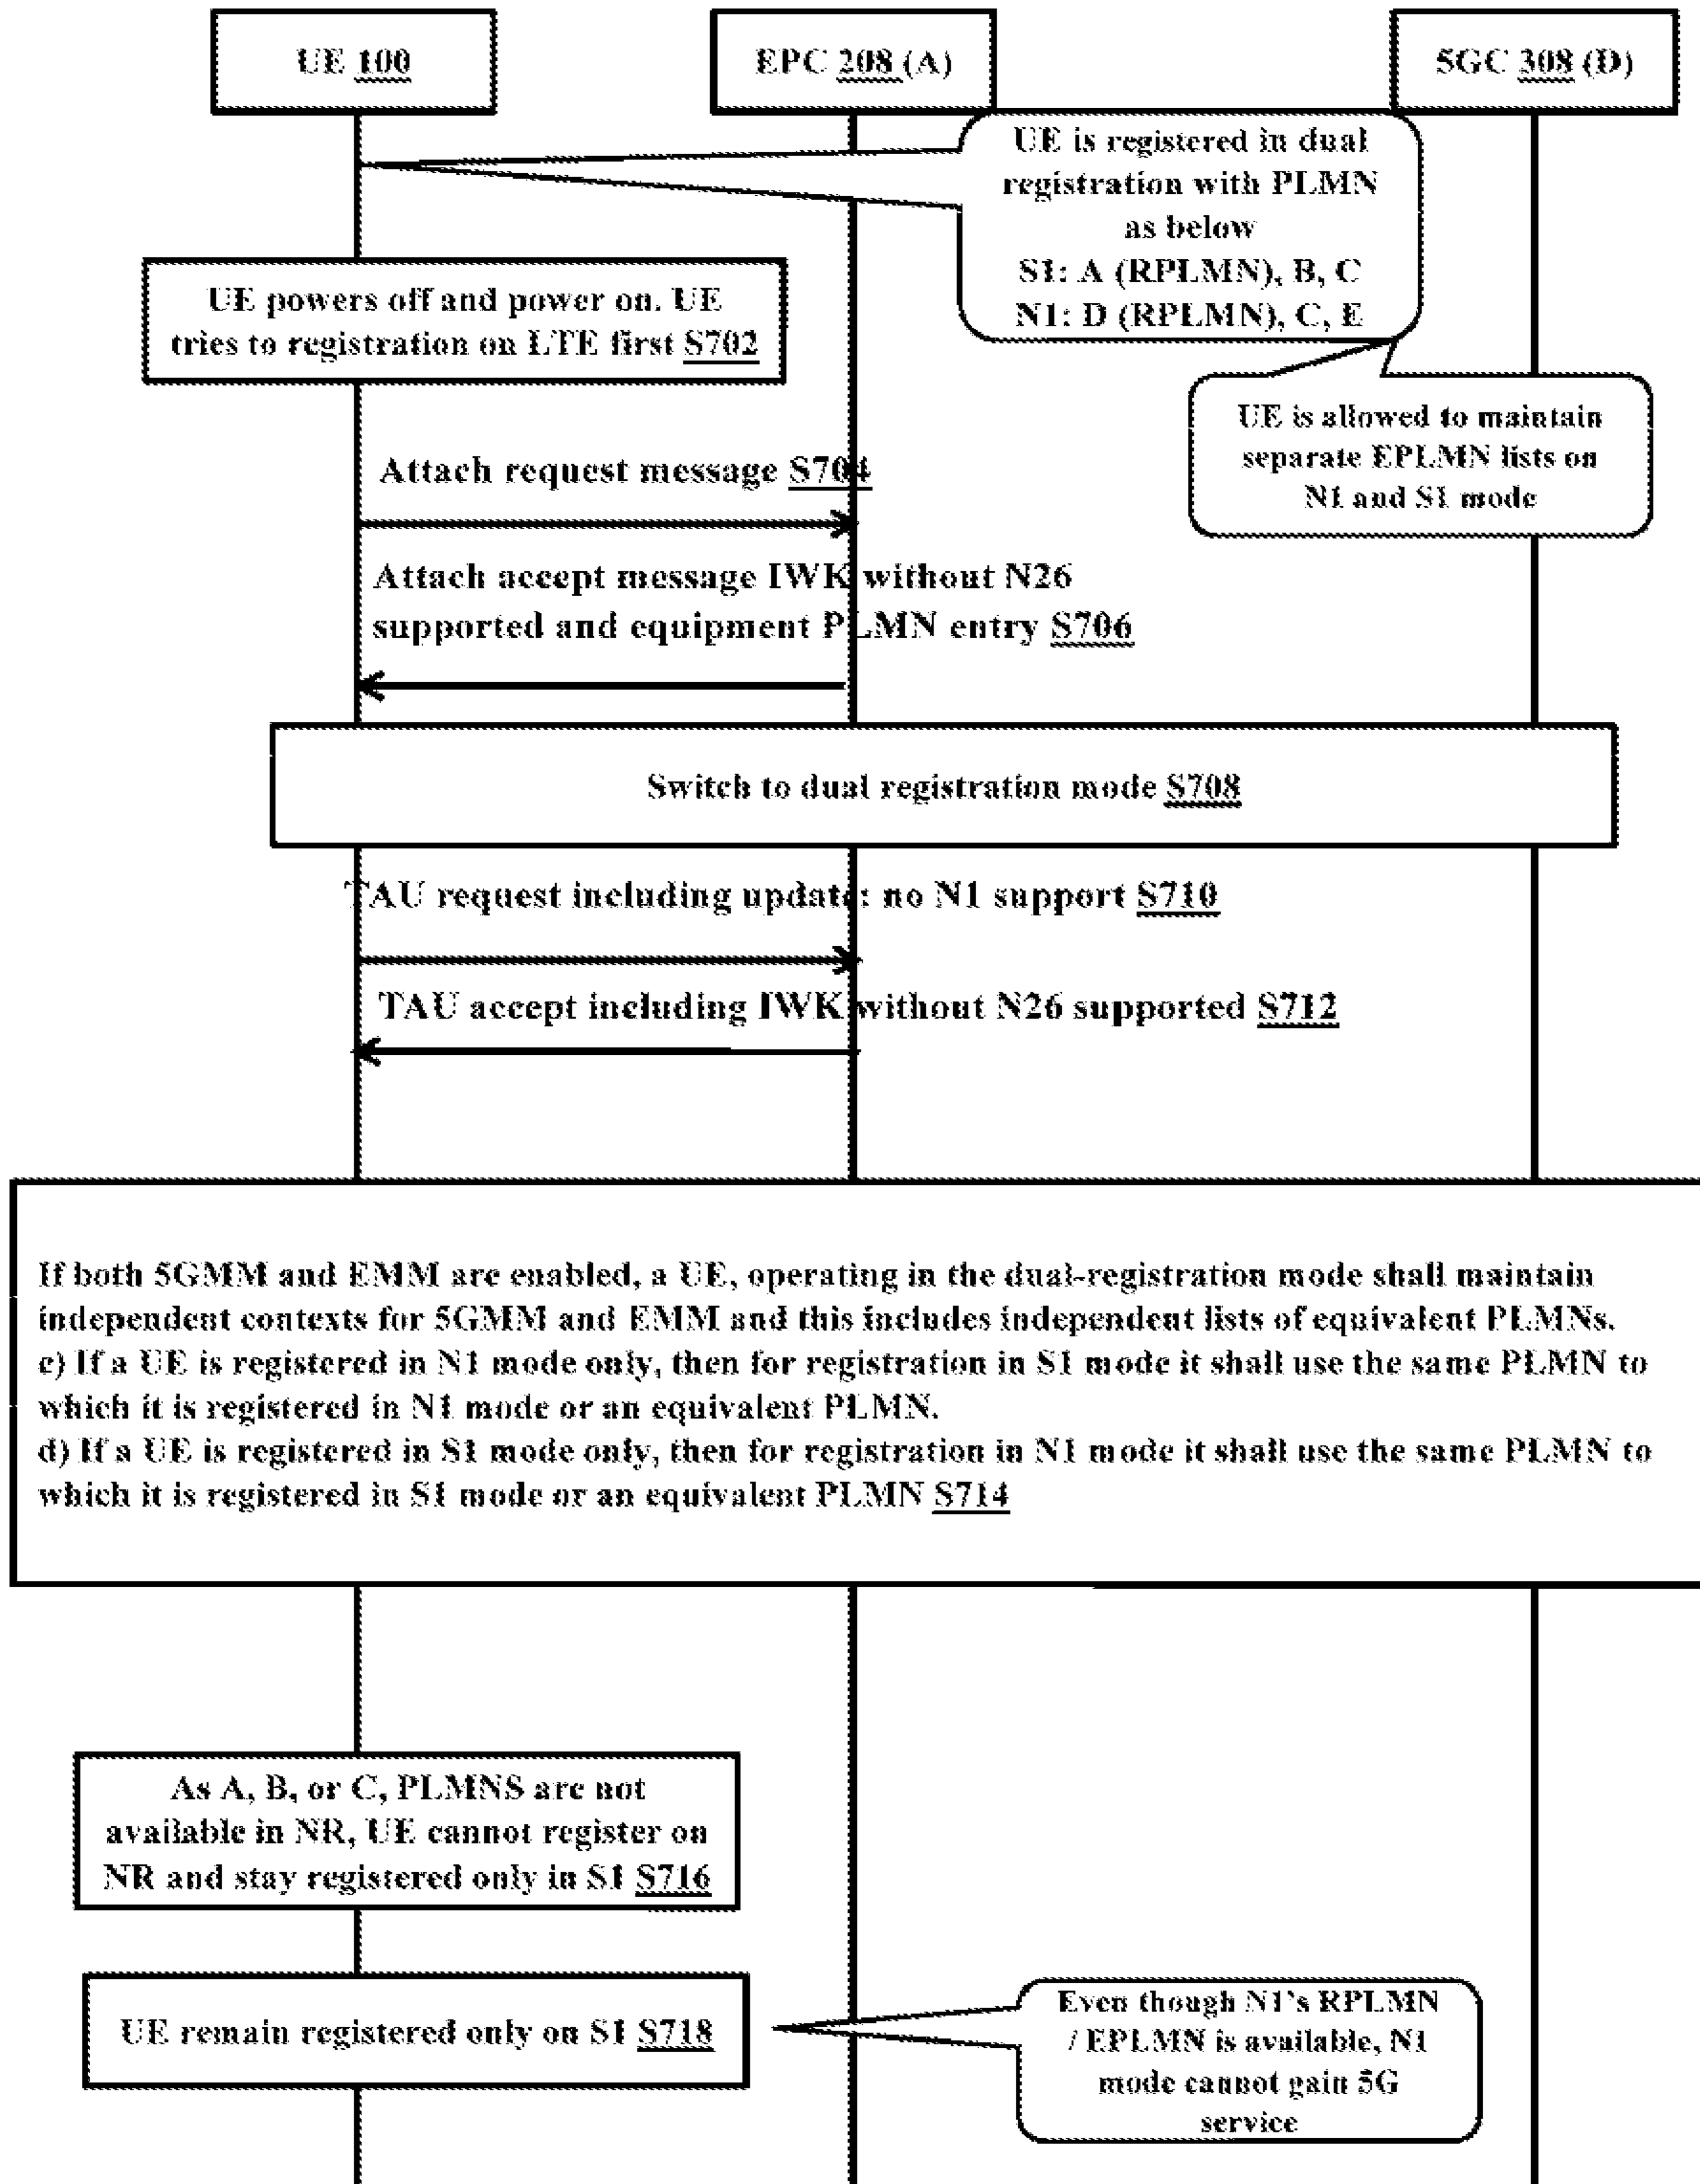 UE 100
EPC 208 (A)
5GC 308 (D)
UE is registered in dual
registration with PLMN
as below
S1: A (RPLMN), B, C
N1: D (RPLMN), C, E
UE powers off and power on. UE
tries to registration on LTE first S702
UE is allowed to maintain
separate EPLMN lists on
N1 and S1 mode
Attach request message S704
Attach accept message IWK without N26
supported and equipment PLMN entry S706
Switch to dual registration mode S708
TAU request including update: no N1 support S710
TAU accept including IWK without N26 supported S712
If both 5GMM and EMM are enabled, a UE, operating in the dual-registration mode shall maintain
independent contexts for 5GMM and EMM and this includes independent lists of equivalent PLMNs.
c) If a UE is registered in N1 mode only, then for registration in S1 mode it shall use the same PLMN to
which it is registered in N1 mode or an equivalent PLMN.
d) If a UE is registered in S1 mode only, then for registration in N1 mode it shall use the same PLMN to
which it is registered in S1 mode or an equivalent PLMN S714
As A, B, or C, PLMNS are not
available in NR, UE cannot register on
NR and stay registered only in S1 S716
UE remain registered only on S1 S718
Even though N1's RPLMN
/ EPLMN is available, N1
mode cannot gain 5G
service